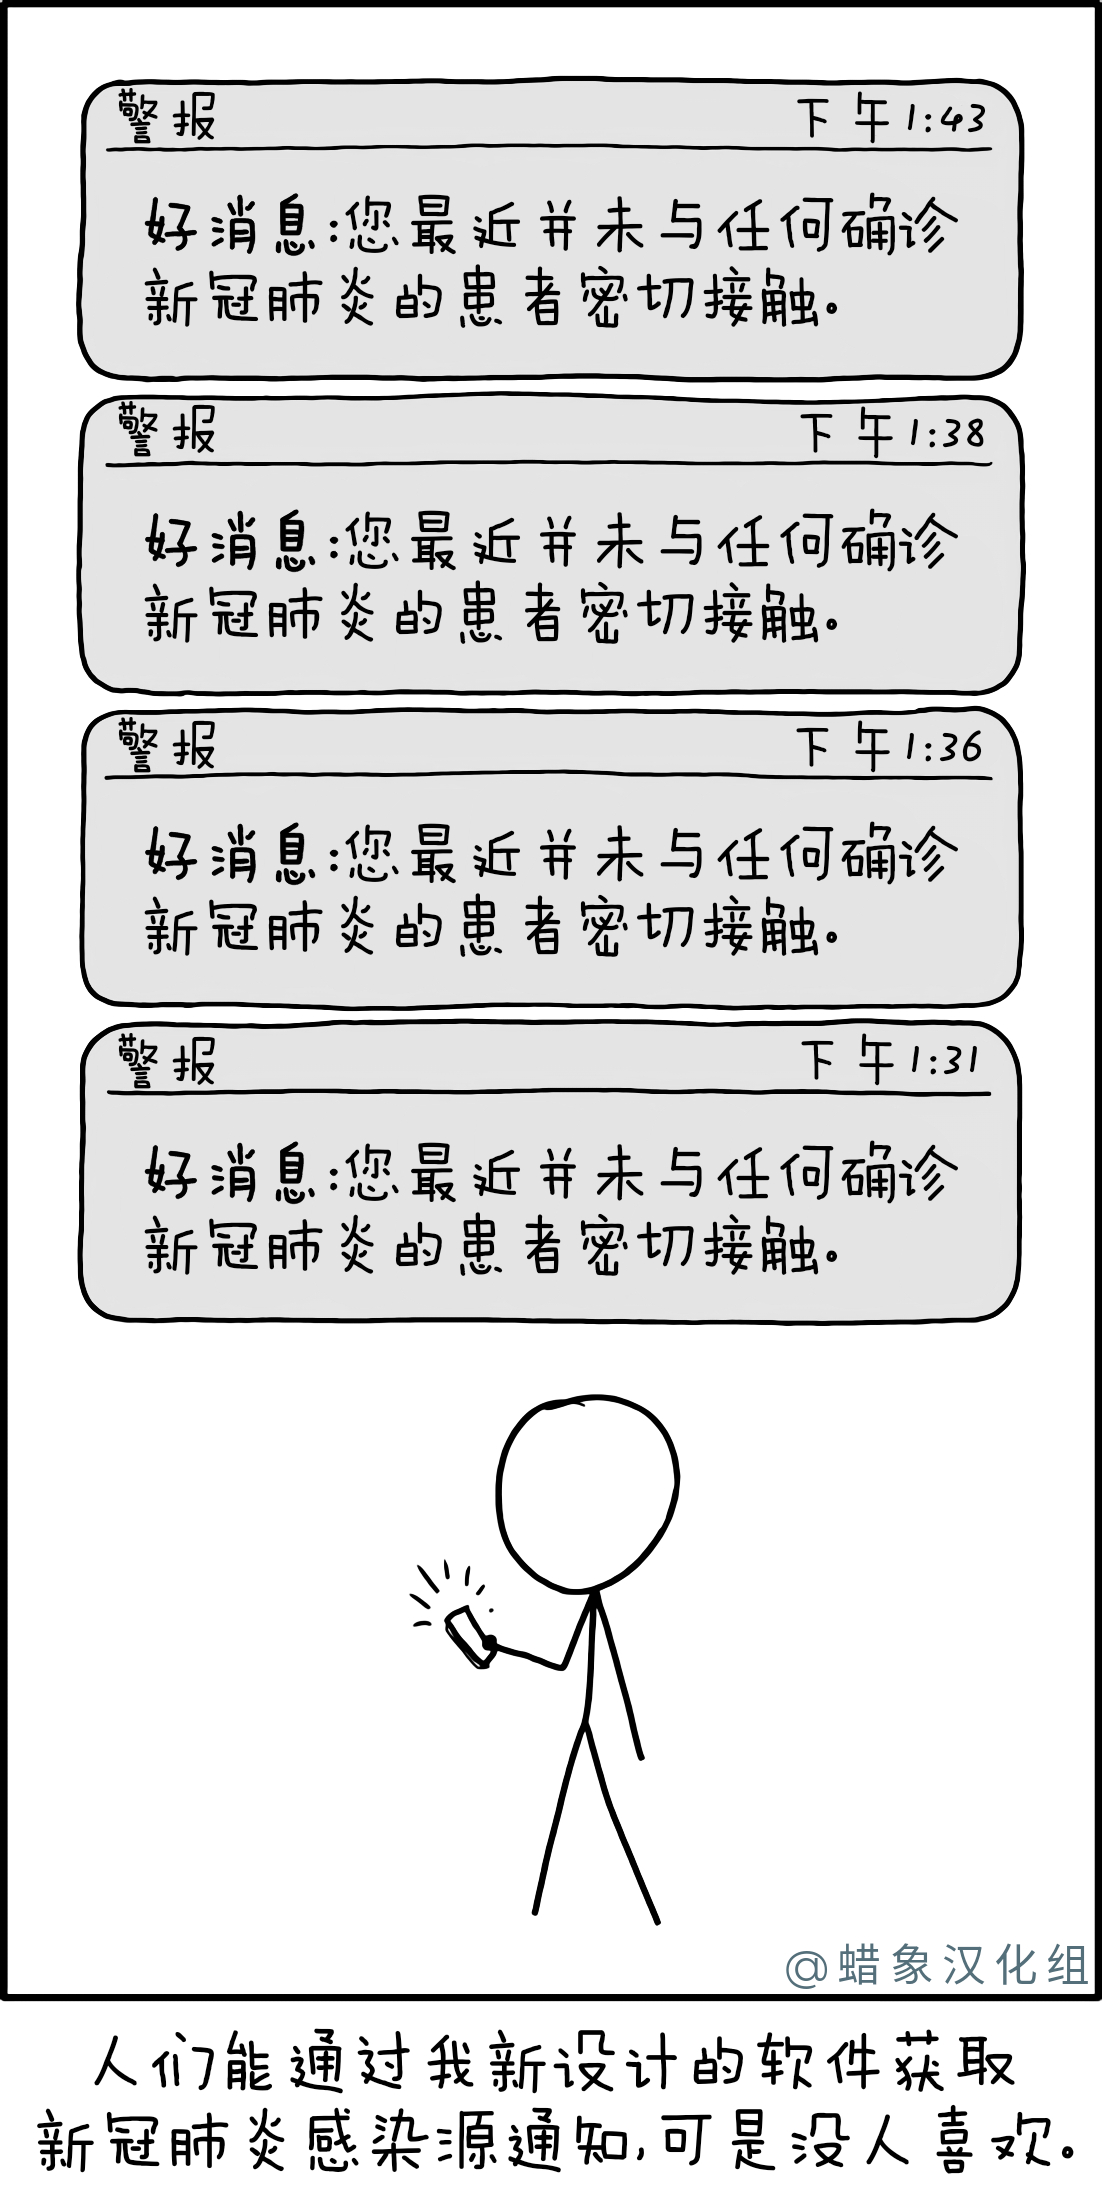 警报 下午1:43
好消息:您最近并未与任何确诊
新冠肺炎的患者密切接触。
警报 下午1:38
好消息:您最近并未与任何确诊
新冠肺炎的患者密切接触。
警报 下午1:36
好消息:您最近并未与任何确诊
新冠肺炎的患者密切接触。
警报 下午1:31
好消息:您最近并未与任何确诊
新冠肺炎的患者密切接触。
@蜡象汉化组
人们能通过我新设计的软件获取
新冠肺炎感染源通知,可是没人喜欢。